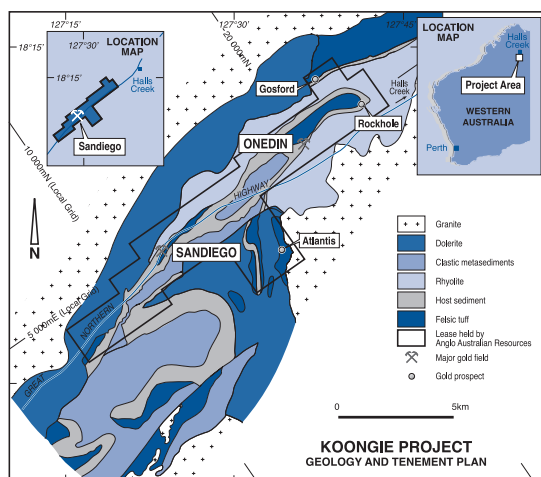 127°15'
127°30'
127°45'
18°15'
20 000mN
LOCATION
MAP
127°30'
18°15'
Halls
Creek
Sandiego
LOCATION
MAP
Halls
Creek
Project Area
WESTERN
AUSTRALIA
Perth
Gosford
Halls
Creek
Rockhole
ONEDIN
10 000mN (Local Grid)
HIGHWAY
N
SANDIEGO
Atlantis
5 000mE (Local Grid)
NORTHERN
GREAT
Granite
Dolerite
Clastic metasediments
Rhyolite
Host sediment
Felsic tuff
Lease held by
Anglo Australian Resources
Major gold field
Gold prospect
0
5km
KOONGIE PROJECT
GEOLOGY AND TENEMENT PLAN